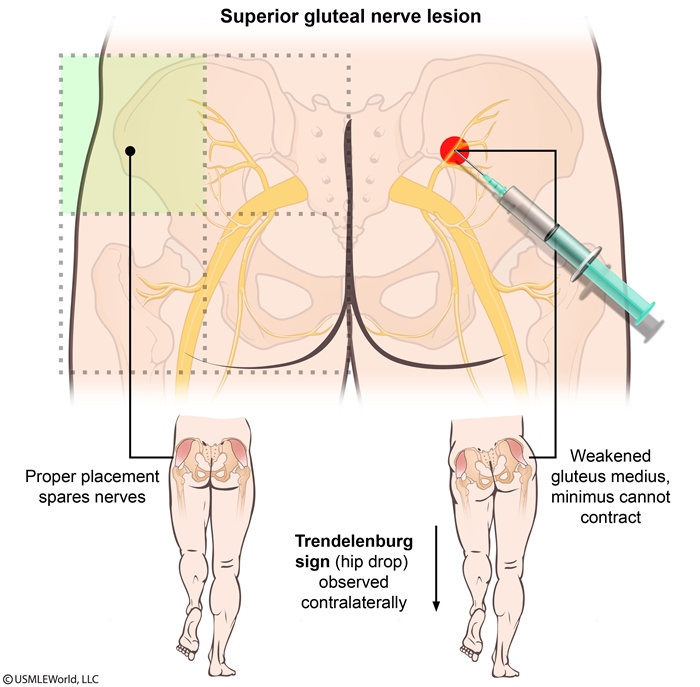 Superior gluteal nerve lesion
Proper placement
spares nerves
Weakened
gluteus medius,
minimus cannot
contract
Trendelenburg
sign (hip drop)
observed
contralaterally
© USMLEWorld, LLC